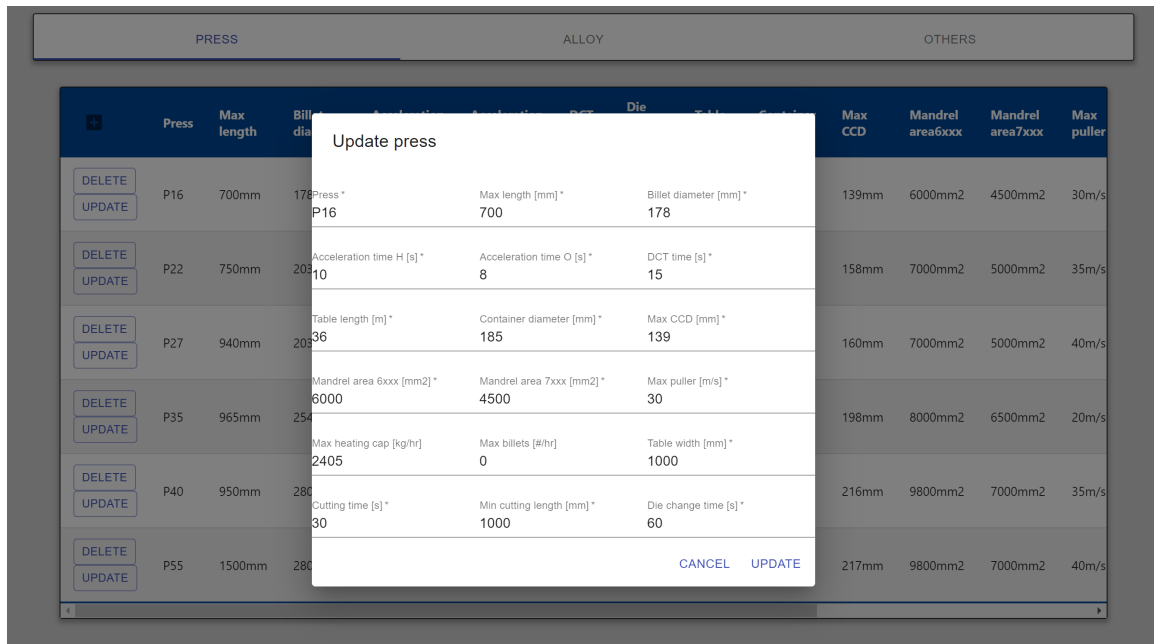 PRESS ALLOY OTHERS
Press Max length Max CCD Mandrel area6xxx Mandrel area7xxx Max puller
Update press
DELETE
UPDATE
P16 700mm 178 139mm 6000mm2 4500mm2 30m/s
DELETE
UPDATE
P22 750mm 203 158mm 7000mm2 5000mm2 35m/s
DELETE
UPDATE
P27 940mm 203 160mm 7000mm2 5000mm2 40m/s
DELETE
UPDATE
P35 965mm 254 198mm 8000mm2 6500mm2 20m/s
DELETE
UPDATE
P40 950mm 280 216mm 9800mm2 7000mm2 35m/s
DELETE
UPDATE
P55 1500mm 280 217mm 9800mm2 7000mm2 40m/s
Press * Max length [mm] * Billet diameter [mm] *
P16 700 178
Acceleration time H [s] * Acceleration time O [s] * DCT time [s] *
10 8 15
Table length [m] * Container diameter [mm] * Max CCD [mm] *
36 185 139
Mandrel area 6xxx [mm2] * Mandrel area 7xxx [mm2] * Max puller [m/s] *
6000 4500 30
Max heating cap [kg/hr] Max billets [#/hr] Table width [mm] *
2405 0 1000
Cutting time [s] * Min cutting length [mm] * Die change time [s] *
30 1000 60
CANCEL UPDATE